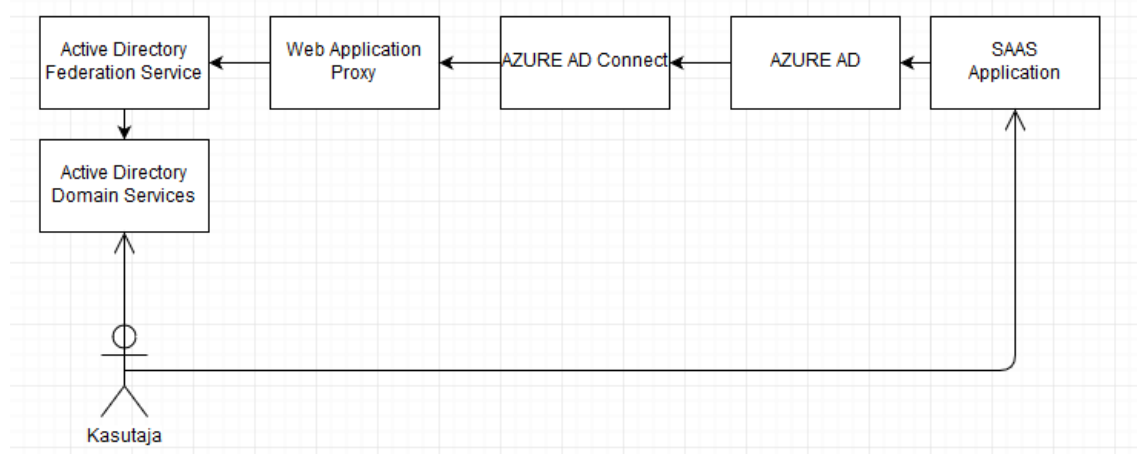 Active Directory
Federation Service
Web Application
Proxy
AZURE AD Connect
AZURE AD
SAAS
Application
Active Directory
Domain Services
Kasutaja